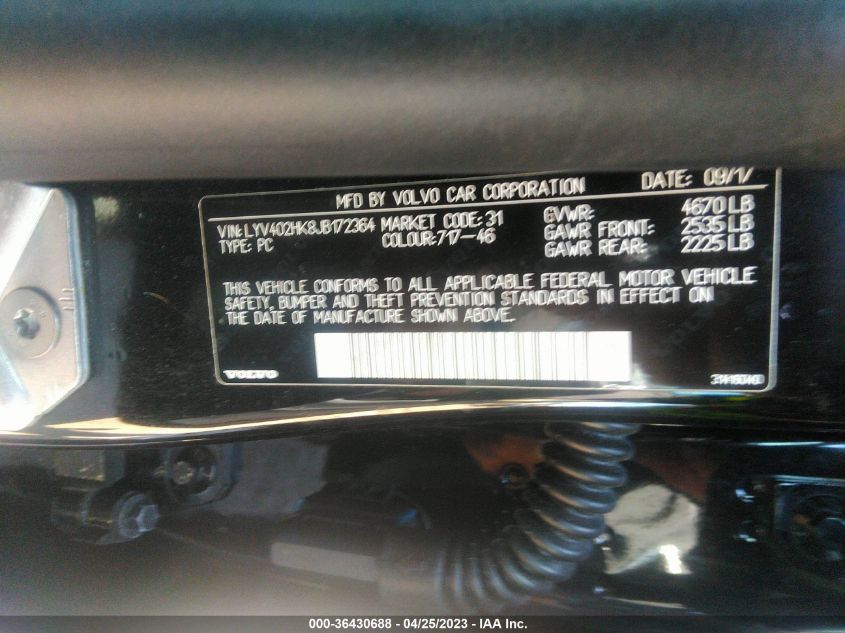 MFD BY VOLVO CAR CORPORATION DATE: 09/17
VIN: LYV402HK8JB172364 MARKET CODE: 31 GVWR: 4670 LB
TYPE: PC COLOUR: 717-46 GAWR FRONT: 2535 LB
GAWR REAR: 2225 LB
THIS VEHICLE CONFORMS TO ALL APPLICABLE FEDERAL MOTOR VEHICLE
SAFETY, BUMPER AND THEFT PREVENTION STANDARDS IN EFFECT ON
THE DATE OF MANUFACTURE SHOWN ABOVE.
VOLVO
000-36430688 - 04/25/2023 - IAA Inc.